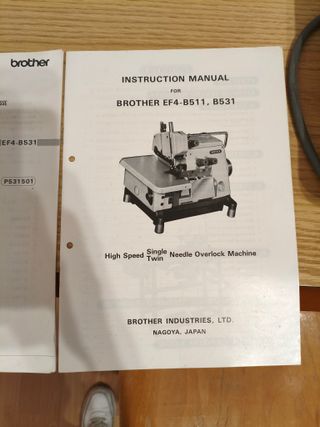 brother
SSE
EF4-B531
P531501
INSTRUCTION MANUAL
FOR
BROTHER EF4-B511, B531
High Speed Single Twin Needle Overlock Machine
BROTHER INDUSTRIES, LTD.
NAGOYA, JAPAN